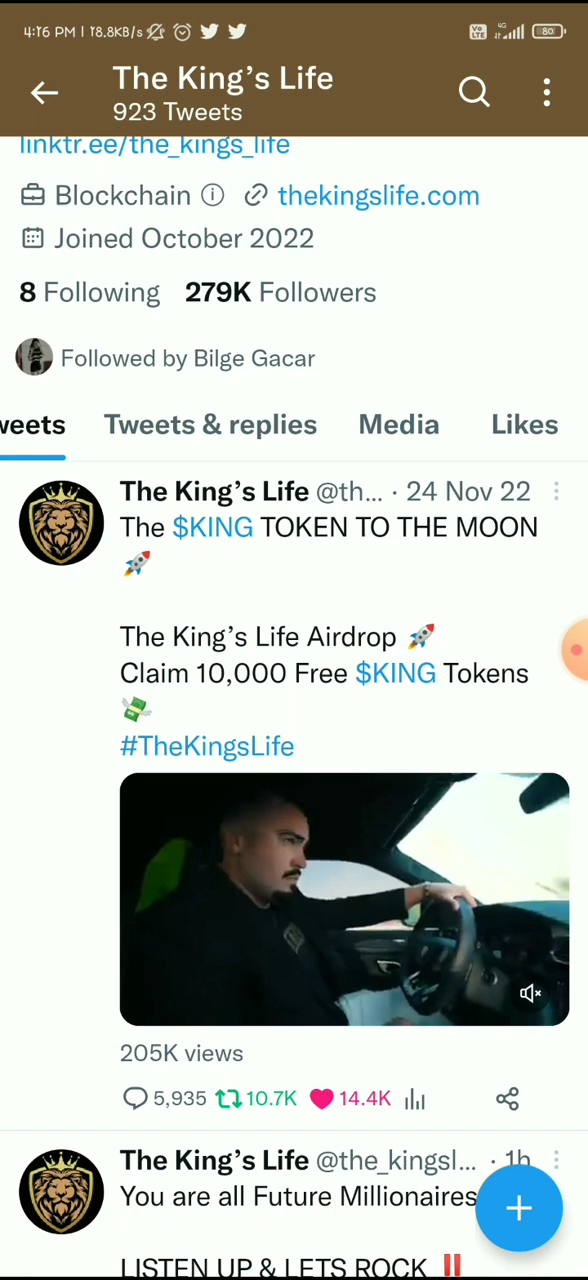 4:16 PM | 18.8KB/s
Vo LTE 4G 80
The King’s Life
923 Tweets
linktr.ee/the_kings_life
Blockchain thekingslife.com
Joined October 2022
8 Following 279K Followers
Followed by Bilge Gacar
weets Tweets & replies Media Likes
The King’s Life @th... · 24 Nov 22
The $KING TOKEN TO THE MOON
🚀
The King’s Life Airdrop 🚀
Claim 10,000 Free $KING Tokens
💸
#TheKingsLife
205K views
5,935 10.7K 14.4K
The King’s Life @the_kingsl... · 1h
You are all Future Millionaires
LISTEN UP & LETS ROCK ‼️